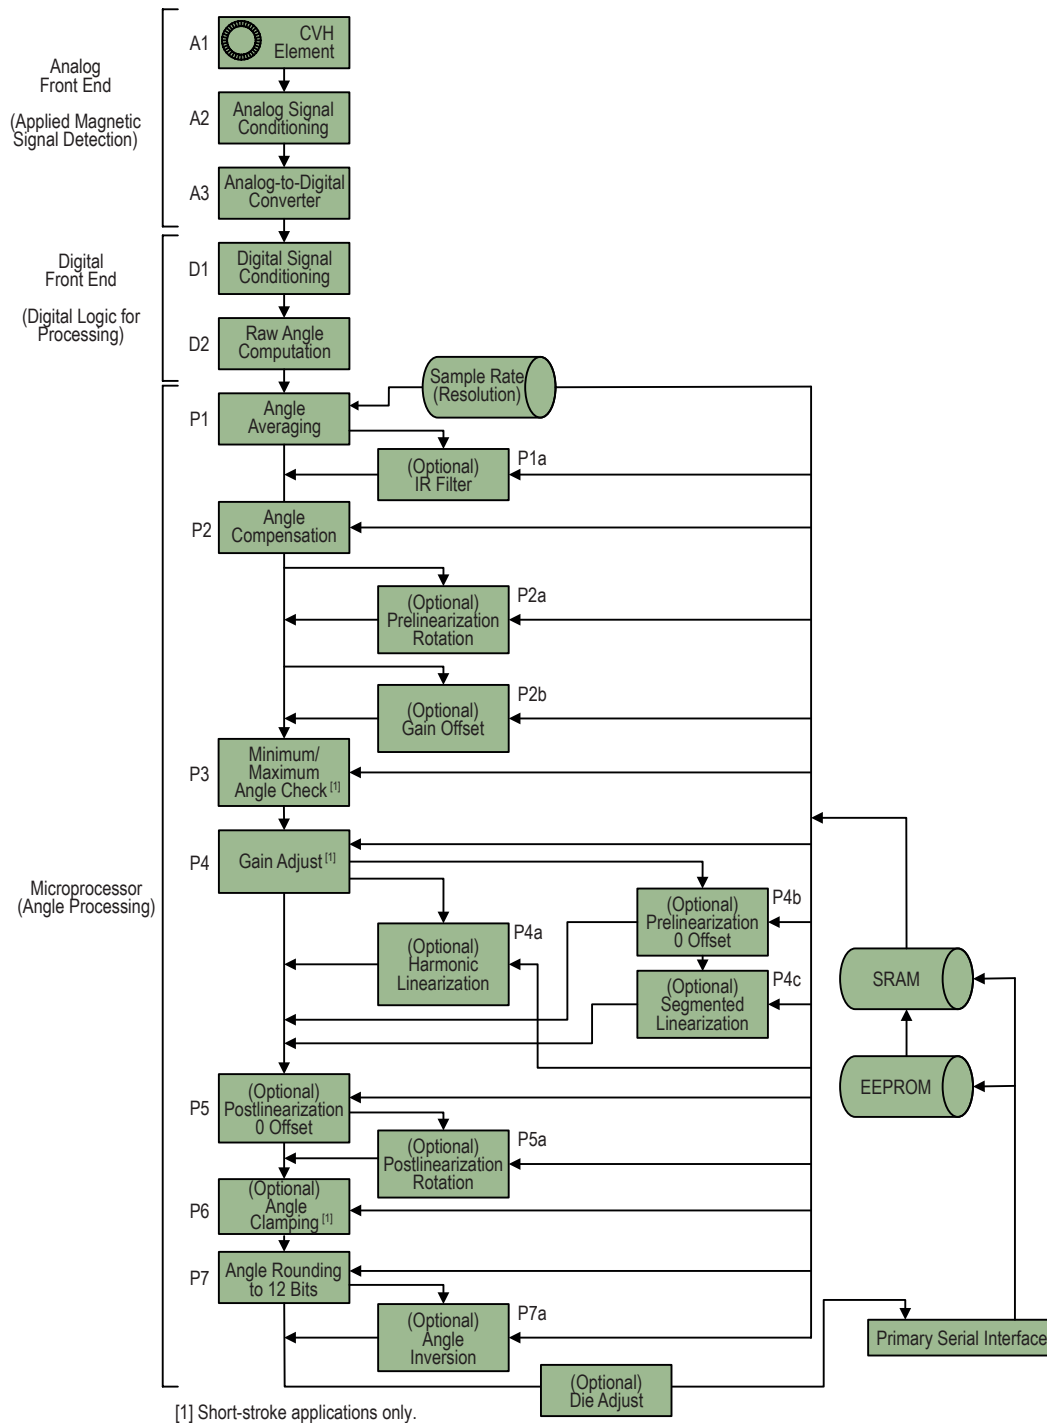 A1
CVH
Element
Analog
Front End
(Applied Magnetic
Signal Detection)
A2
Analog Signal
Conditioning
A3
Analog-to-Digital
Converter
Digital
Front End
(Digital Logic for
Processing)
D1
Digital Signal
Conditioning
D2
Raw Angle
Computation
Sample Rate
(Resolution)
P1
Angle
Averaging
(Optional)
IR Filter
P1a
P2
Angle
Compensation
(Optional)
Prelinearization
Rotation
P2a
(Optional)
Gain Offset
P2b
P3
Minimum/
Maximum
Angle Check [1]
P4
Gain Adjust [1]
Microprocessor
(Angle Processing)
(Optional)
Harmonic
Linearization
P4a
(Optional)
Prelinearization
0 Offset
P4b
(Optional)
Segmented
Linearization
P4c
SRAM
EEPROM
P5
(Optional)
Postlinearization
0 Offset
(Optional)
Postlinearization
Rotation
P5a
P6
(Optional)
Angle
Clamping [1]
P7
Angle Rounding
to 12 Bits
(Optional)
Angle
Inversion
P7a
Primary Serial Interface
(Optional)
Die Adjust
[1] Short-stroke applications only.